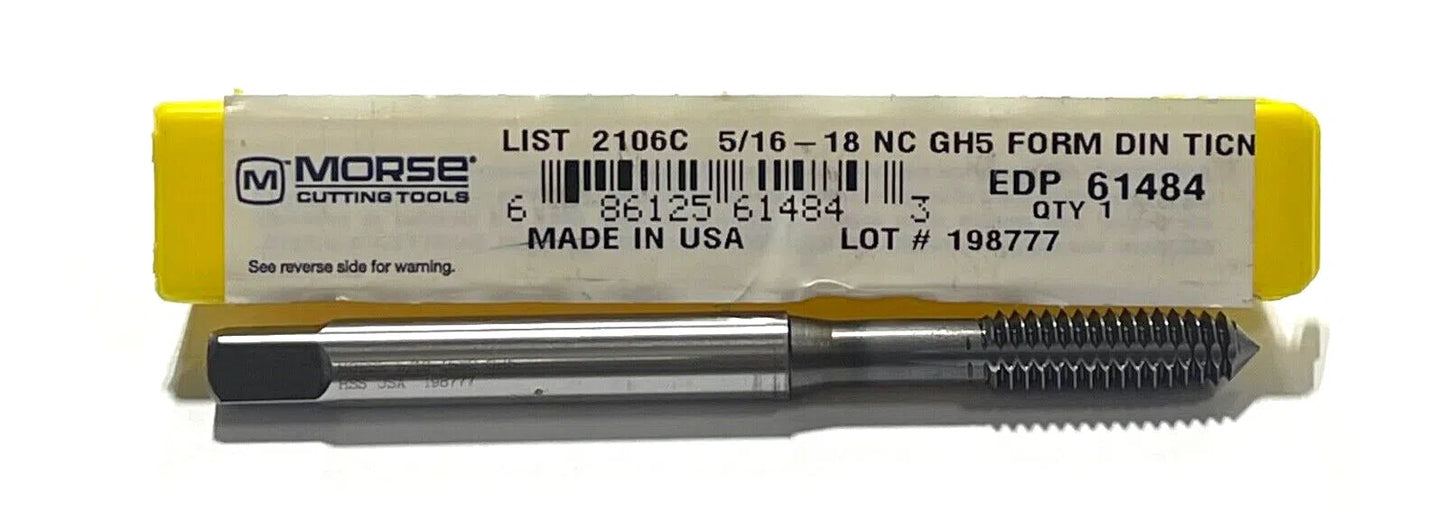 LIST 2106C 5/16-18 NC GH5 FORM DIN TICN
M™ MORSE®
CUTTING TOOLS
EDP 61484
6 86125 61484 3
QTY 1
MADE IN USA LOT # 198777
See reverse side for warning.
HSS USA 198777